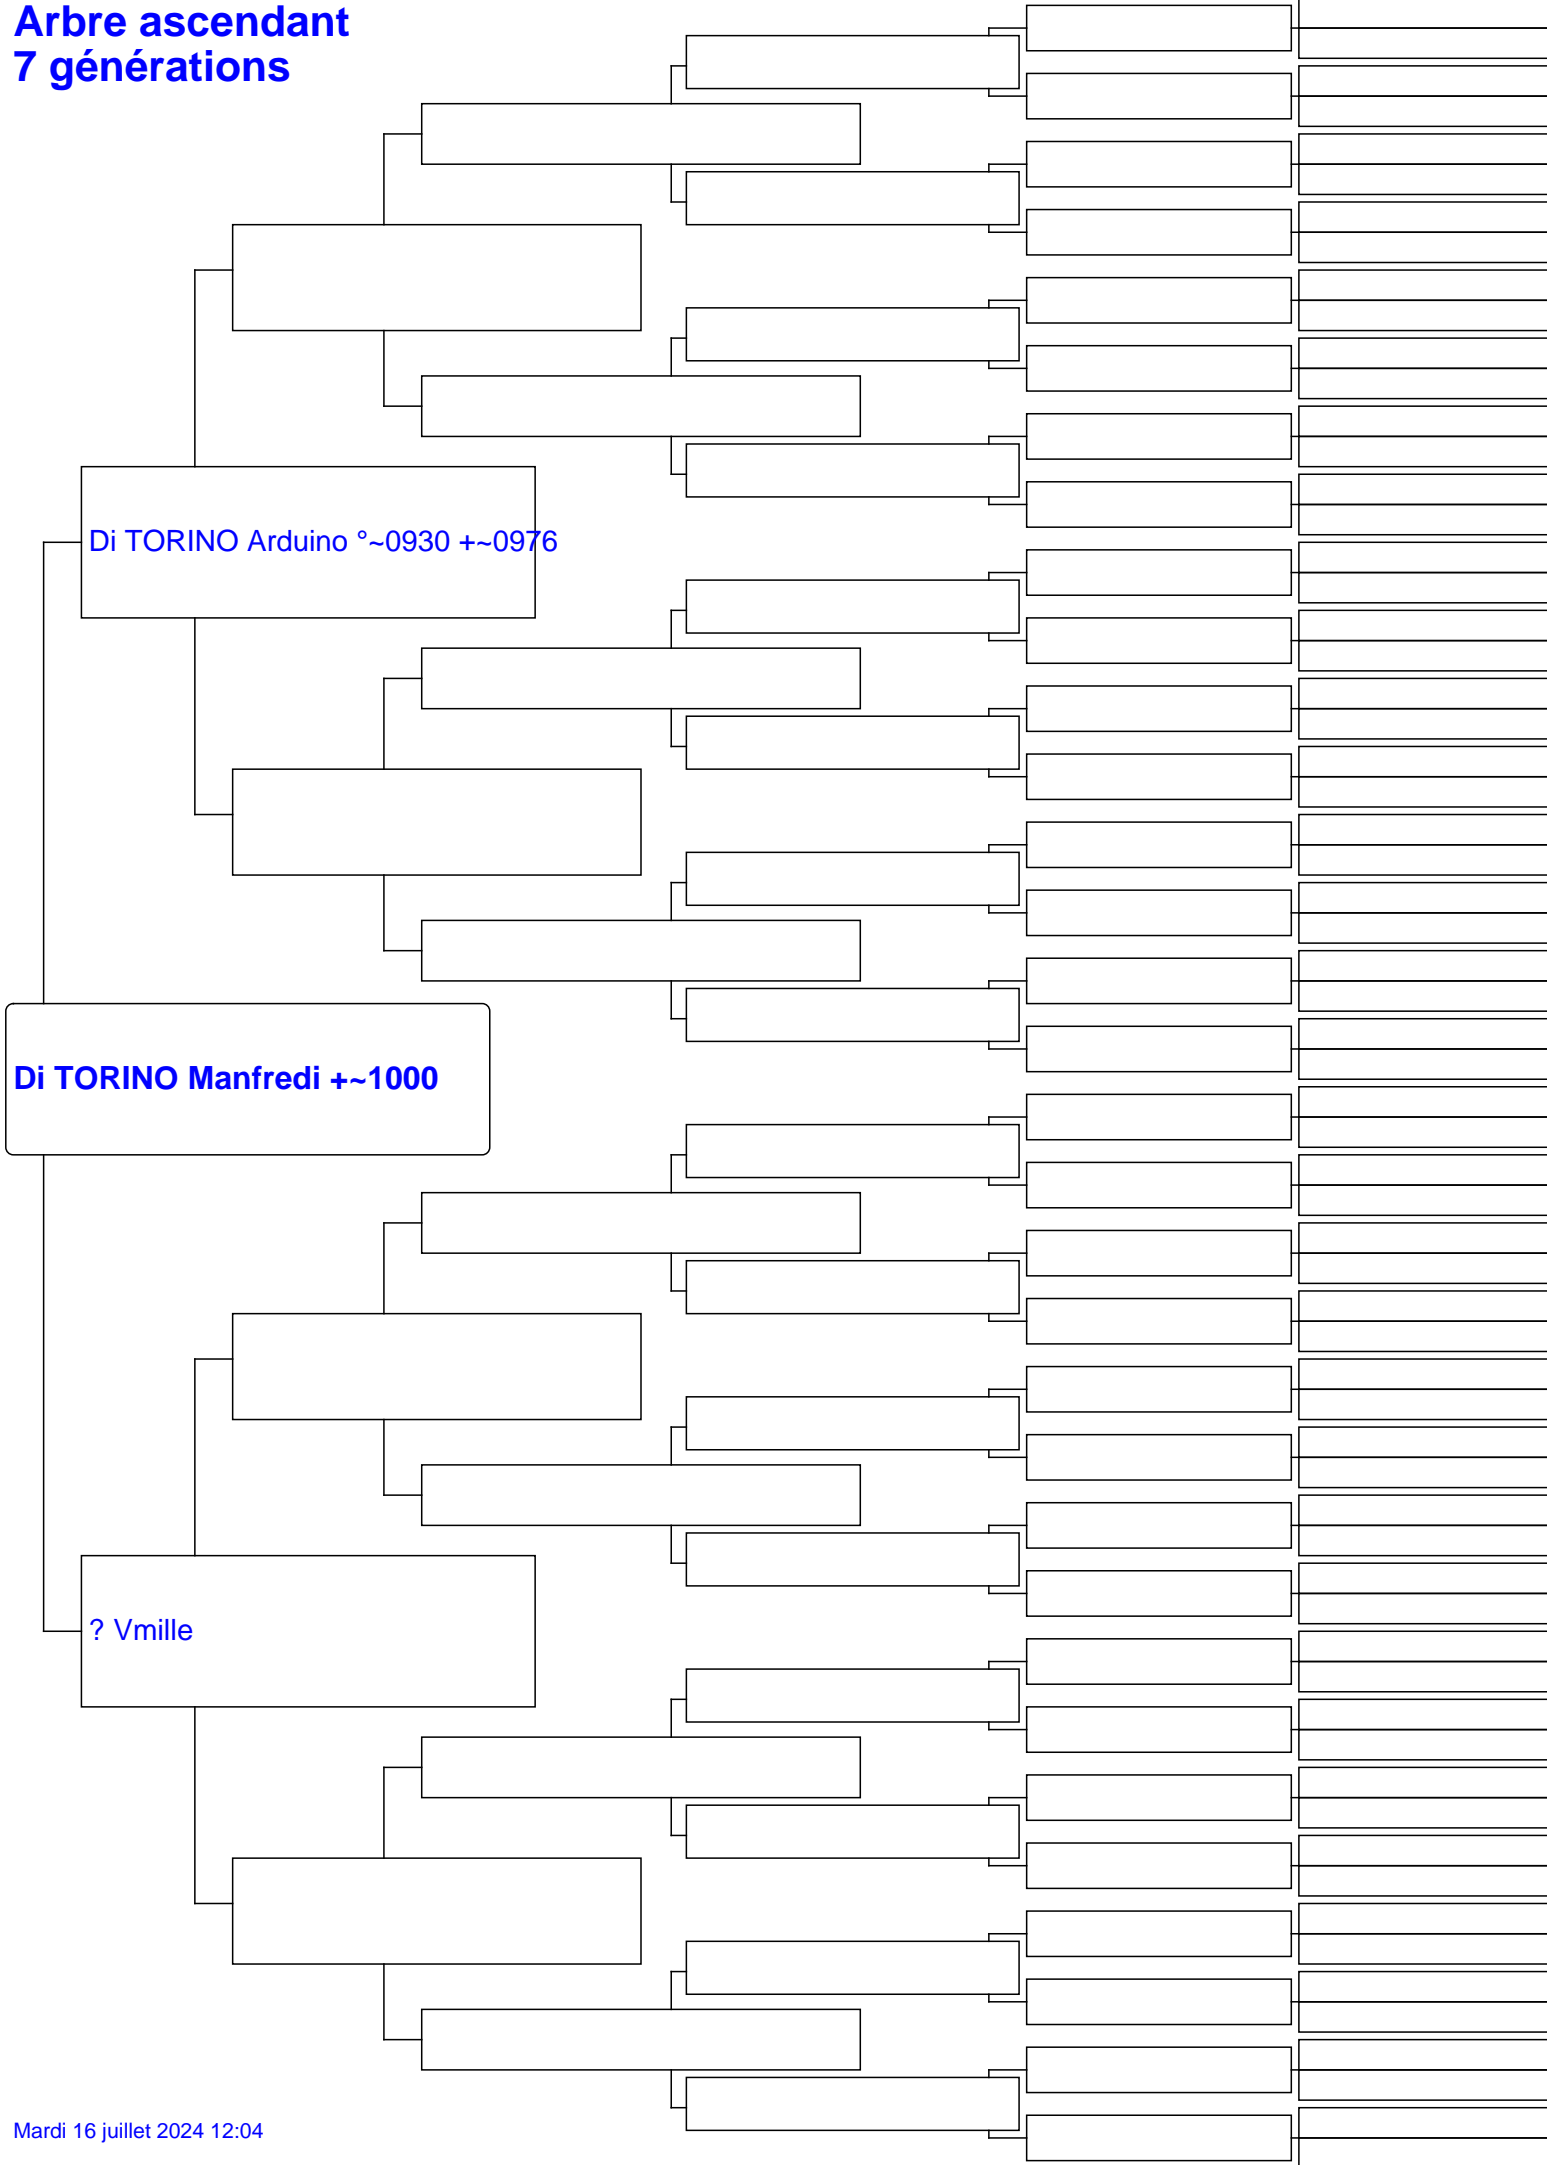 Arbre ascendant
7 générations
Di TORINO Arduino °~0930 +~0976
Di TORINO Manfredi +~1000
? Vmille
Mardi 16 juillet 2024 12:04